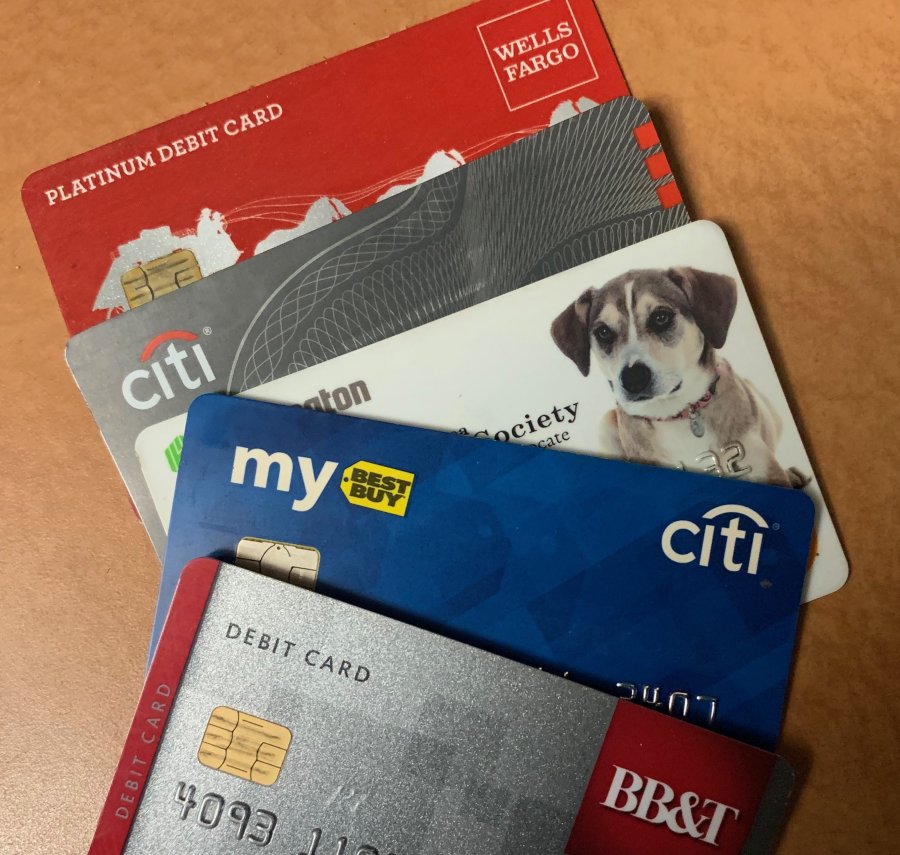 WELLS
FARGO
PLATINUM DEBIT CARD
citi®
Society
my
BEST
BUY
citi®
DEBIT CARD
DEBIT CARD
4093
BB&T